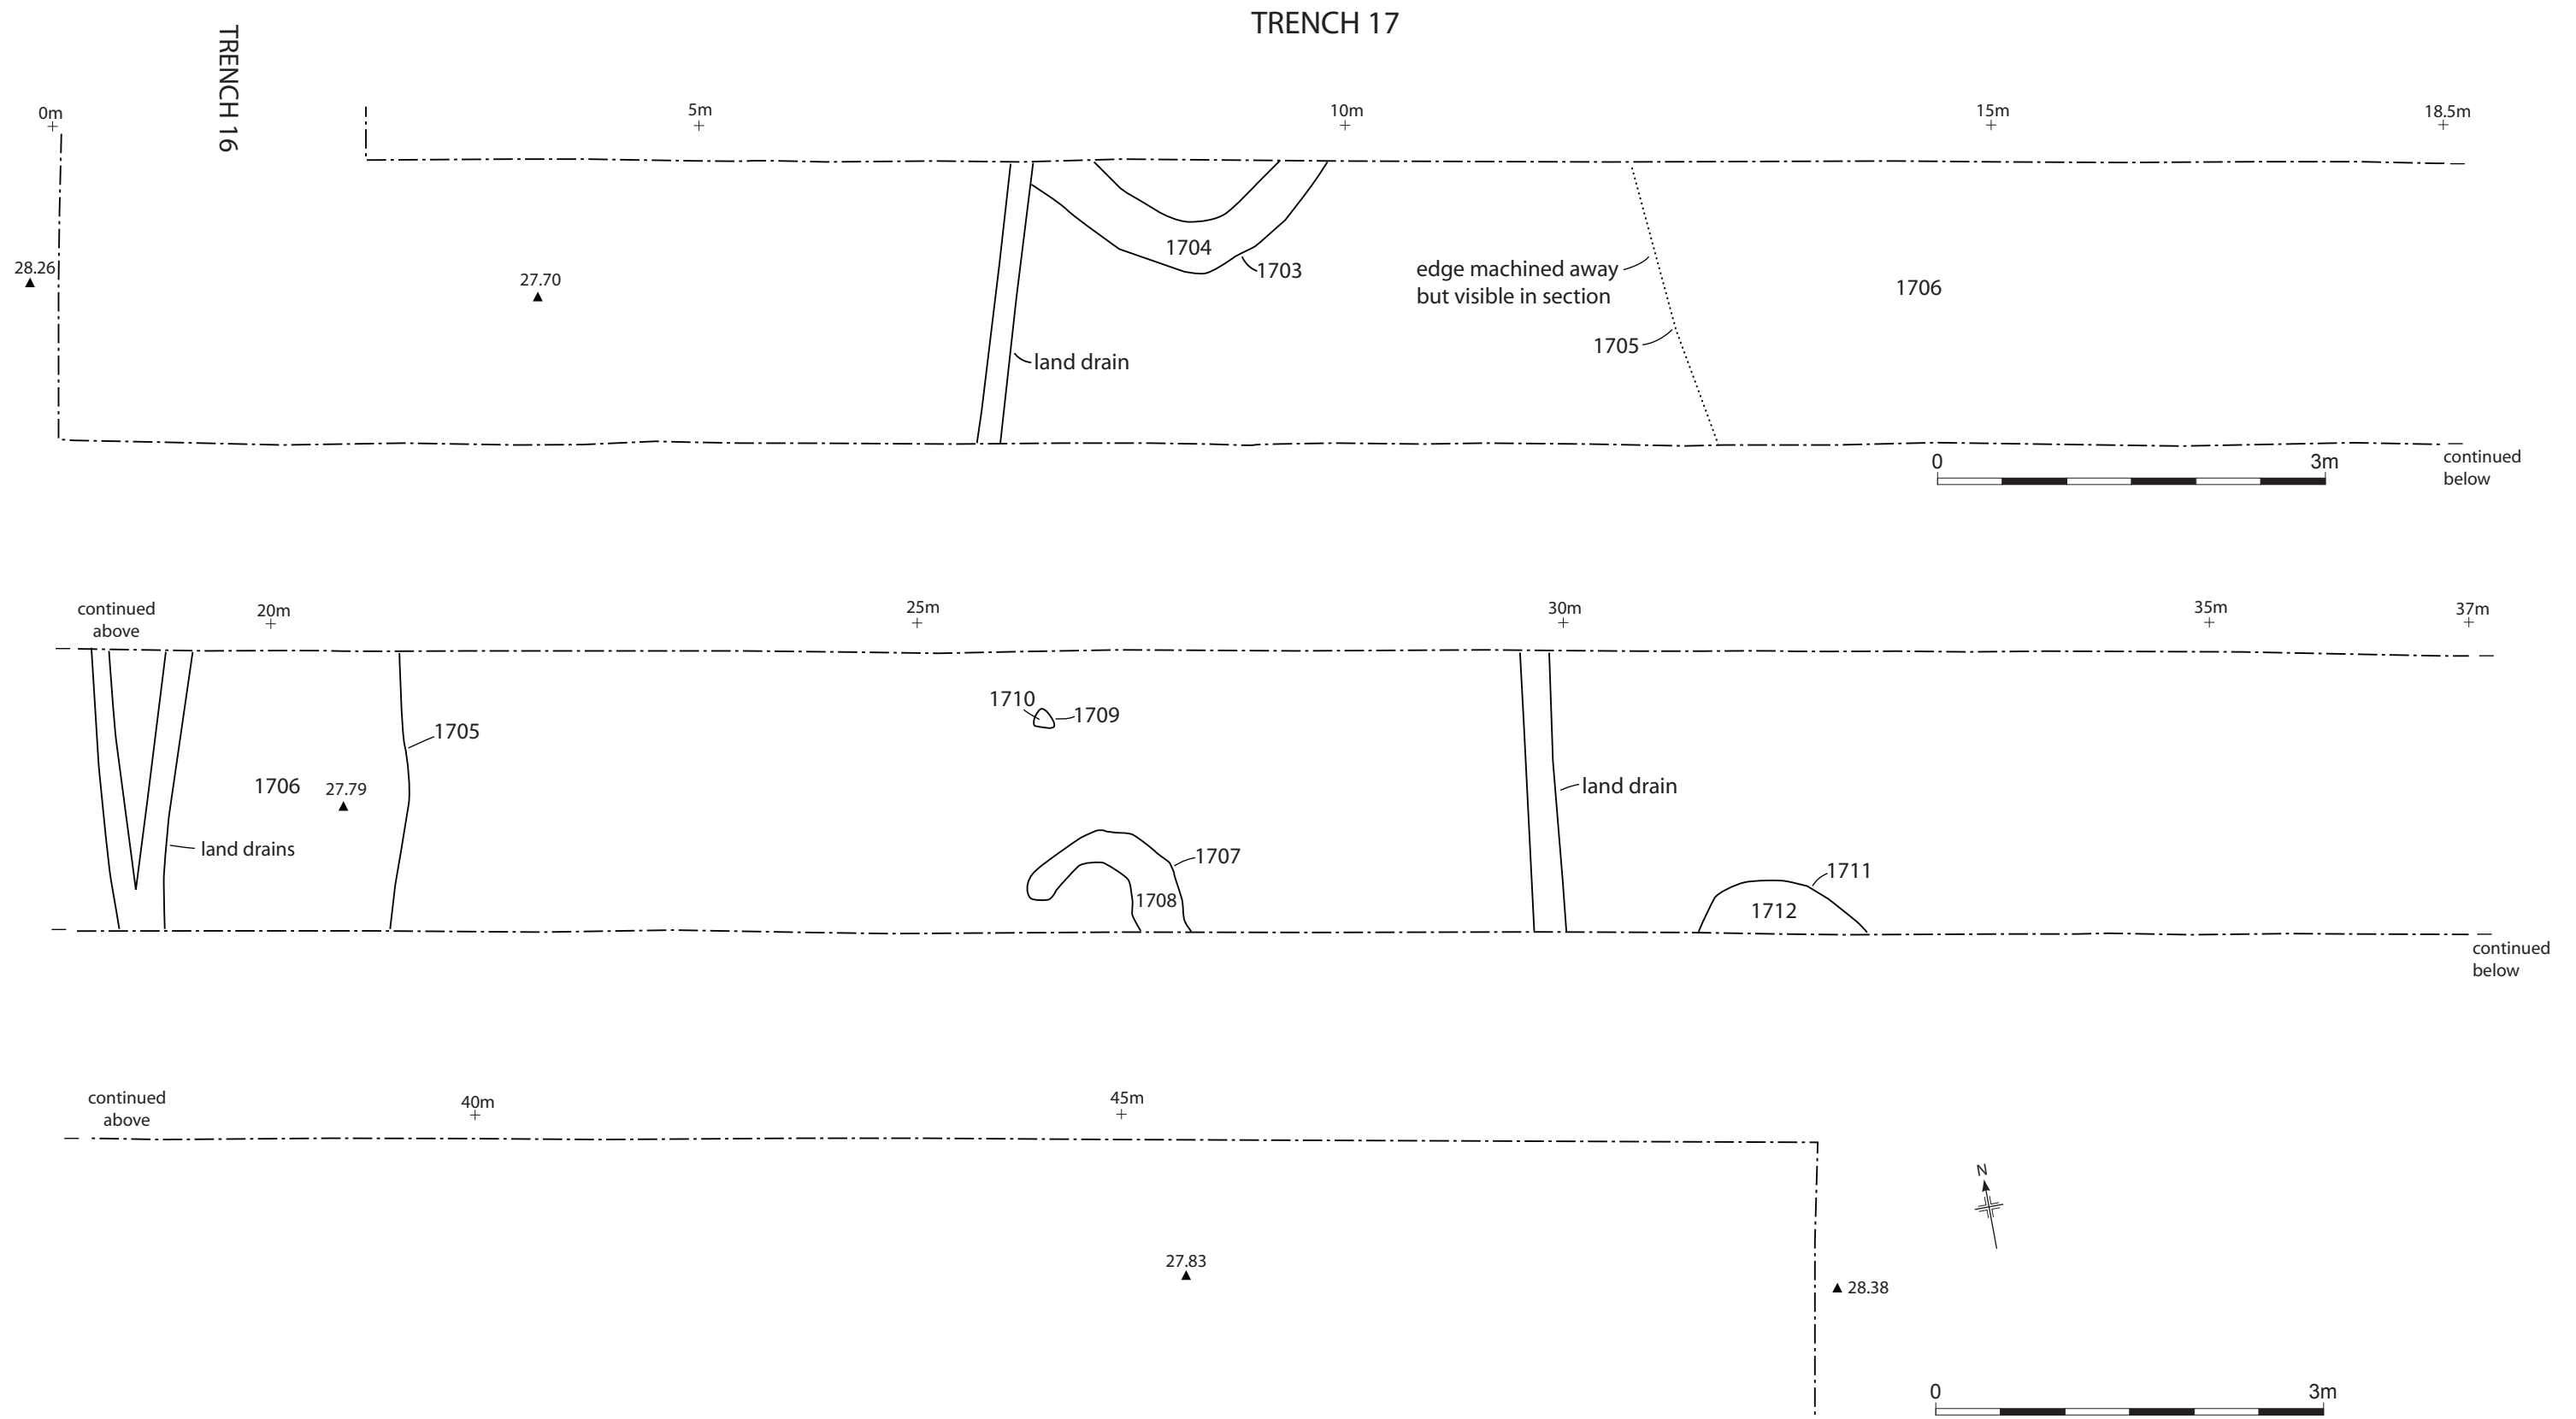 TRENCH 17
TRENCH 16
0m
5m
10m
15m
18.5m
28.26
27.70
1704
1703
land drain
edge machined away
but visible in section
1705
1706
0
3m
continued
below
continued
above
20m
25m
30m
35m
37m
1710
1709
1705
1706
27.79
land drains
1707
1708
land drain
1711
1712
continued
below
continued
above
40m
45m
27.83
N
28.38
0
3m